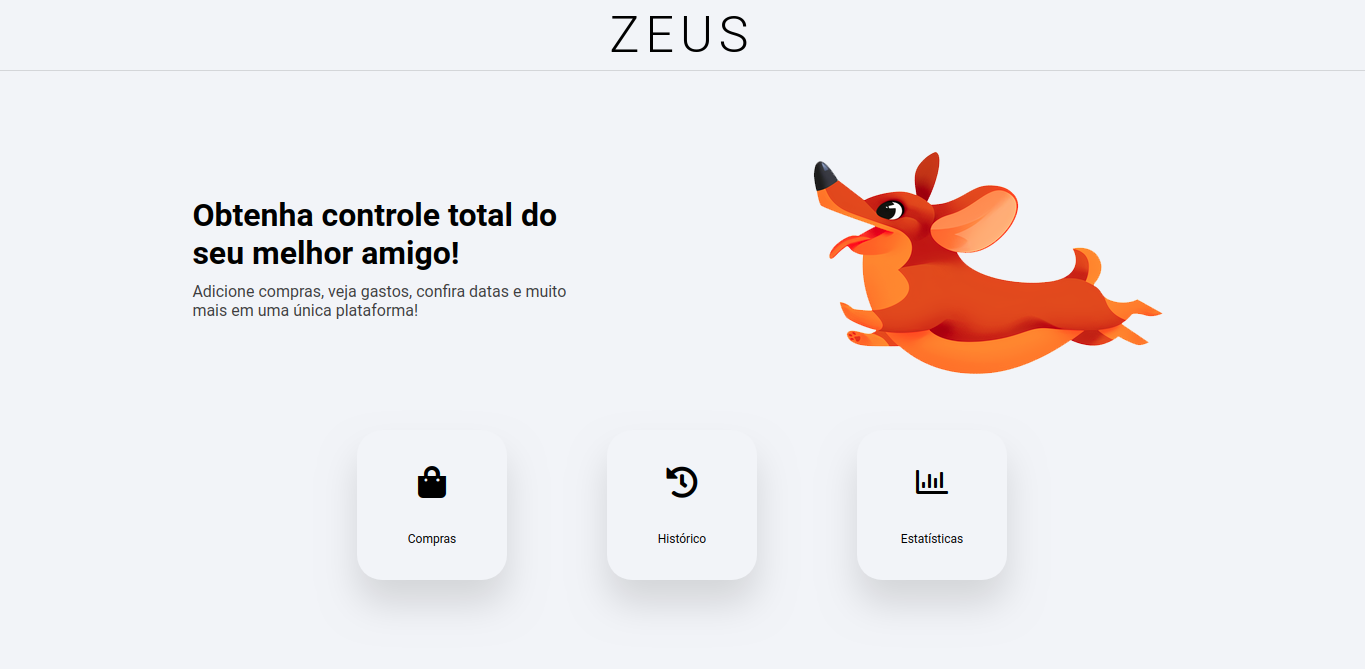 ZEUS
Obtenha controle total do
seu melhor amigo!
Adicione compras, veja gastos, confira datas e muito
mais em uma única plataforma!
Compras
Histórico
Estatísticas